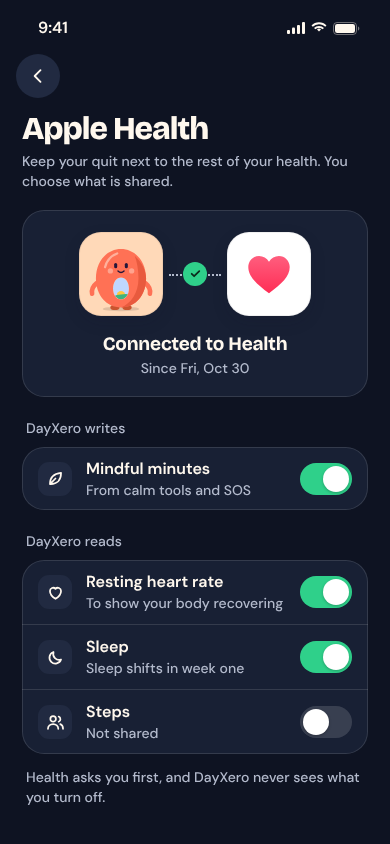 9:41
Apple Health
Keep your quit next to the rest of your health. You
choose what is shared.
Connected to Health
Since Fri, Oct 30
DayXero writes
Mindful minutes
From calm tools and SOS
DayXero reads
Resting heart rate
To show your body recovering
Sleep
Sleep shifts in week one
Steps
Not shared
Health asks you first, and DayXero never sees what
you turn off.